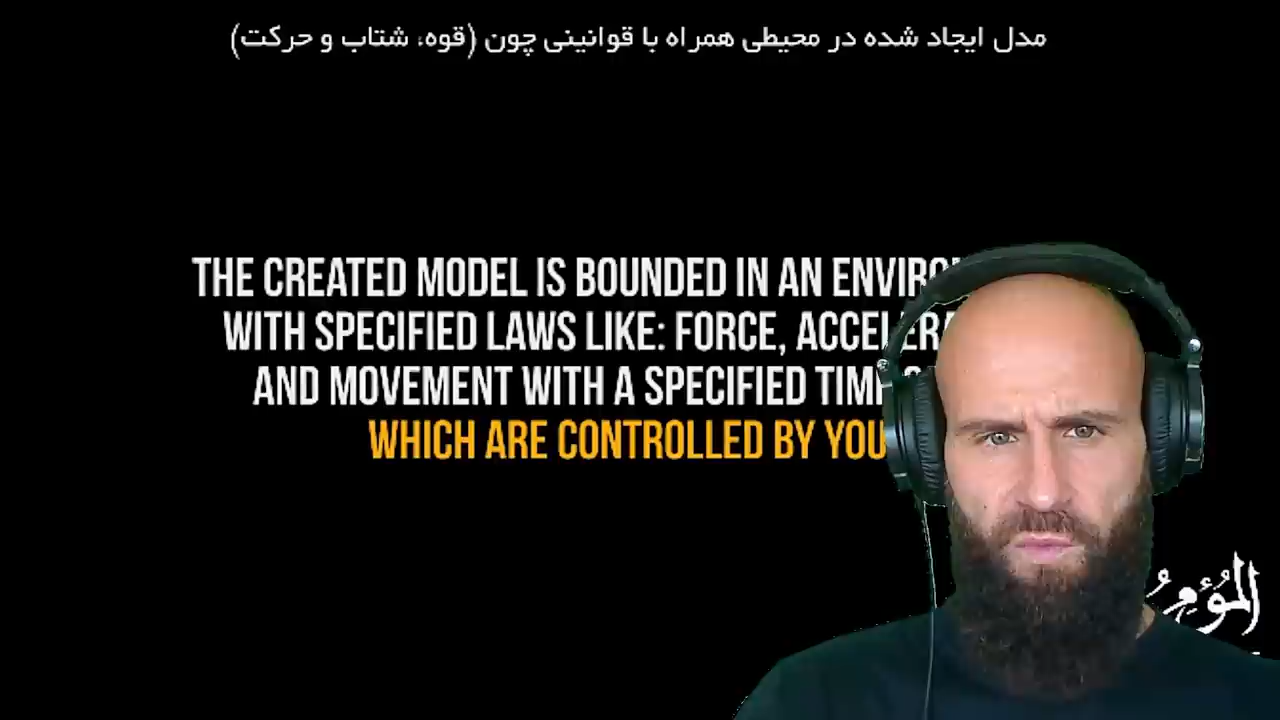 مدل ایجاد شده در محیطی همراه با قوانینی چون (قوه، شتاب و حرکت)
THE CREATED MODEL IS BOUNDED IN AN
WITH SPECIFIED LAWS LIKE: FORCE,
AND MOVEMENT WITH A SPECIFIED
WHICH ARE CONTROLLED BY YOU